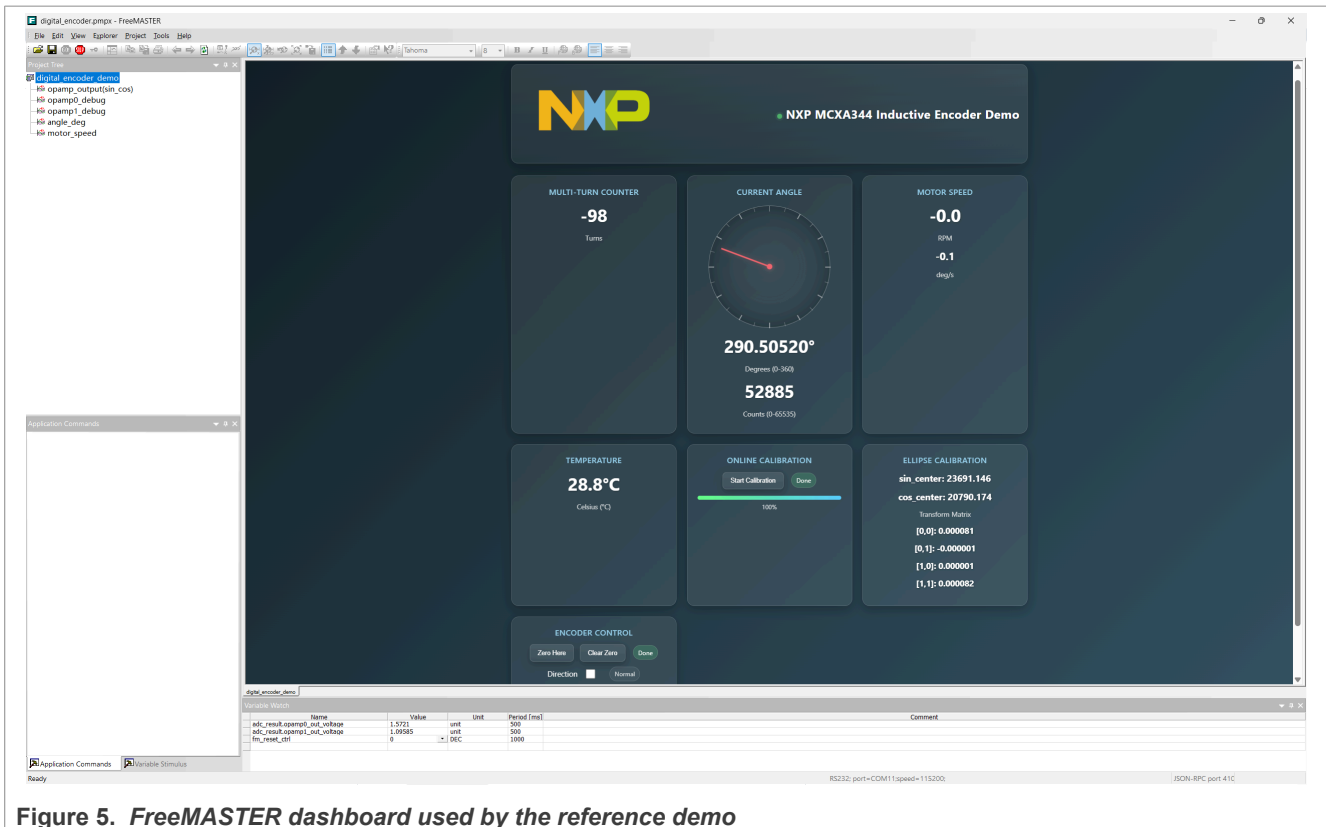 digital_encoder.pmpx - FreeMASTER
File Edit View Explorer Project Tools Help
Tahoma 8 B I U
Project Tree
digital_encoder_demo
opamp_output(sin_cos)
opamp0_debug
opamp1_debug
angle_deg
motor_speed
Application Commands
NXP
NXP MCXA344 Inductive Encoder Demo
MULTI-TURN COUNTER
-98
Turns
CURRENT ANGLE
290.50520°
Degrees (0-360)
52885
Counts (0-65535)
MOTOR SPEED
-0.0
RPM
-0.1
deg/s
TEMPERATURE
28.8°C
Celsius (°C)
ONLINE CALIBRATION
Start Calibration Done
100%
ELLIPSE CALIBRATION
sin_center: 23691.146
cos_center: 20790.174
Transform Matrix
[0,0]: 0.000081
[0,1]: -0.000001
[1,0]: 0.000001
[1,1]: 0.000082
ENCODER CONTROL
Zero Here Clear Zero Done
Direction Normal
digital_encoder_demo
Variable Watch
Name Value Unit Period [ms] Comment
adc_result.opamp0_out_voltage 1.5721 unit 500
adc_result.opamp1_out_voltage 1.09585 unit 500
fm_reset_ctrl 0 DEC 1000
Application Commands Variable Stimulus
Ready RS232; port=COM11;speed=115200; JSON-RPC port 41C
Figure 5. FreeMASTER dashboard used by the reference demo